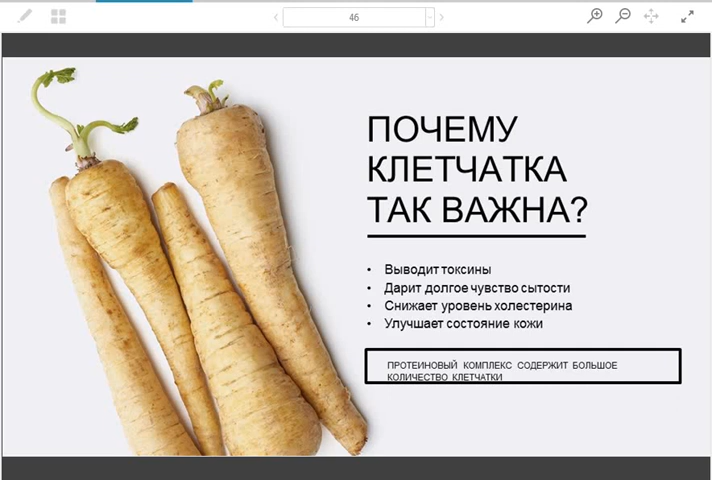 46
ПОЧЕМУ
КЛЕТЧАТКА
ТАК ВАЖНА?
• Выводит токсины
• Дарит долгое чувство сытости
• Снижает уровень холестерина
• Улучшает состояние кожи
ПРОТЕИНОВЫЙ КОМПЛЕКС СОДЕРЖИТ БОЛЬШОЕ
КОЛИЧЕСТВО КЛЕТЧАТКИ